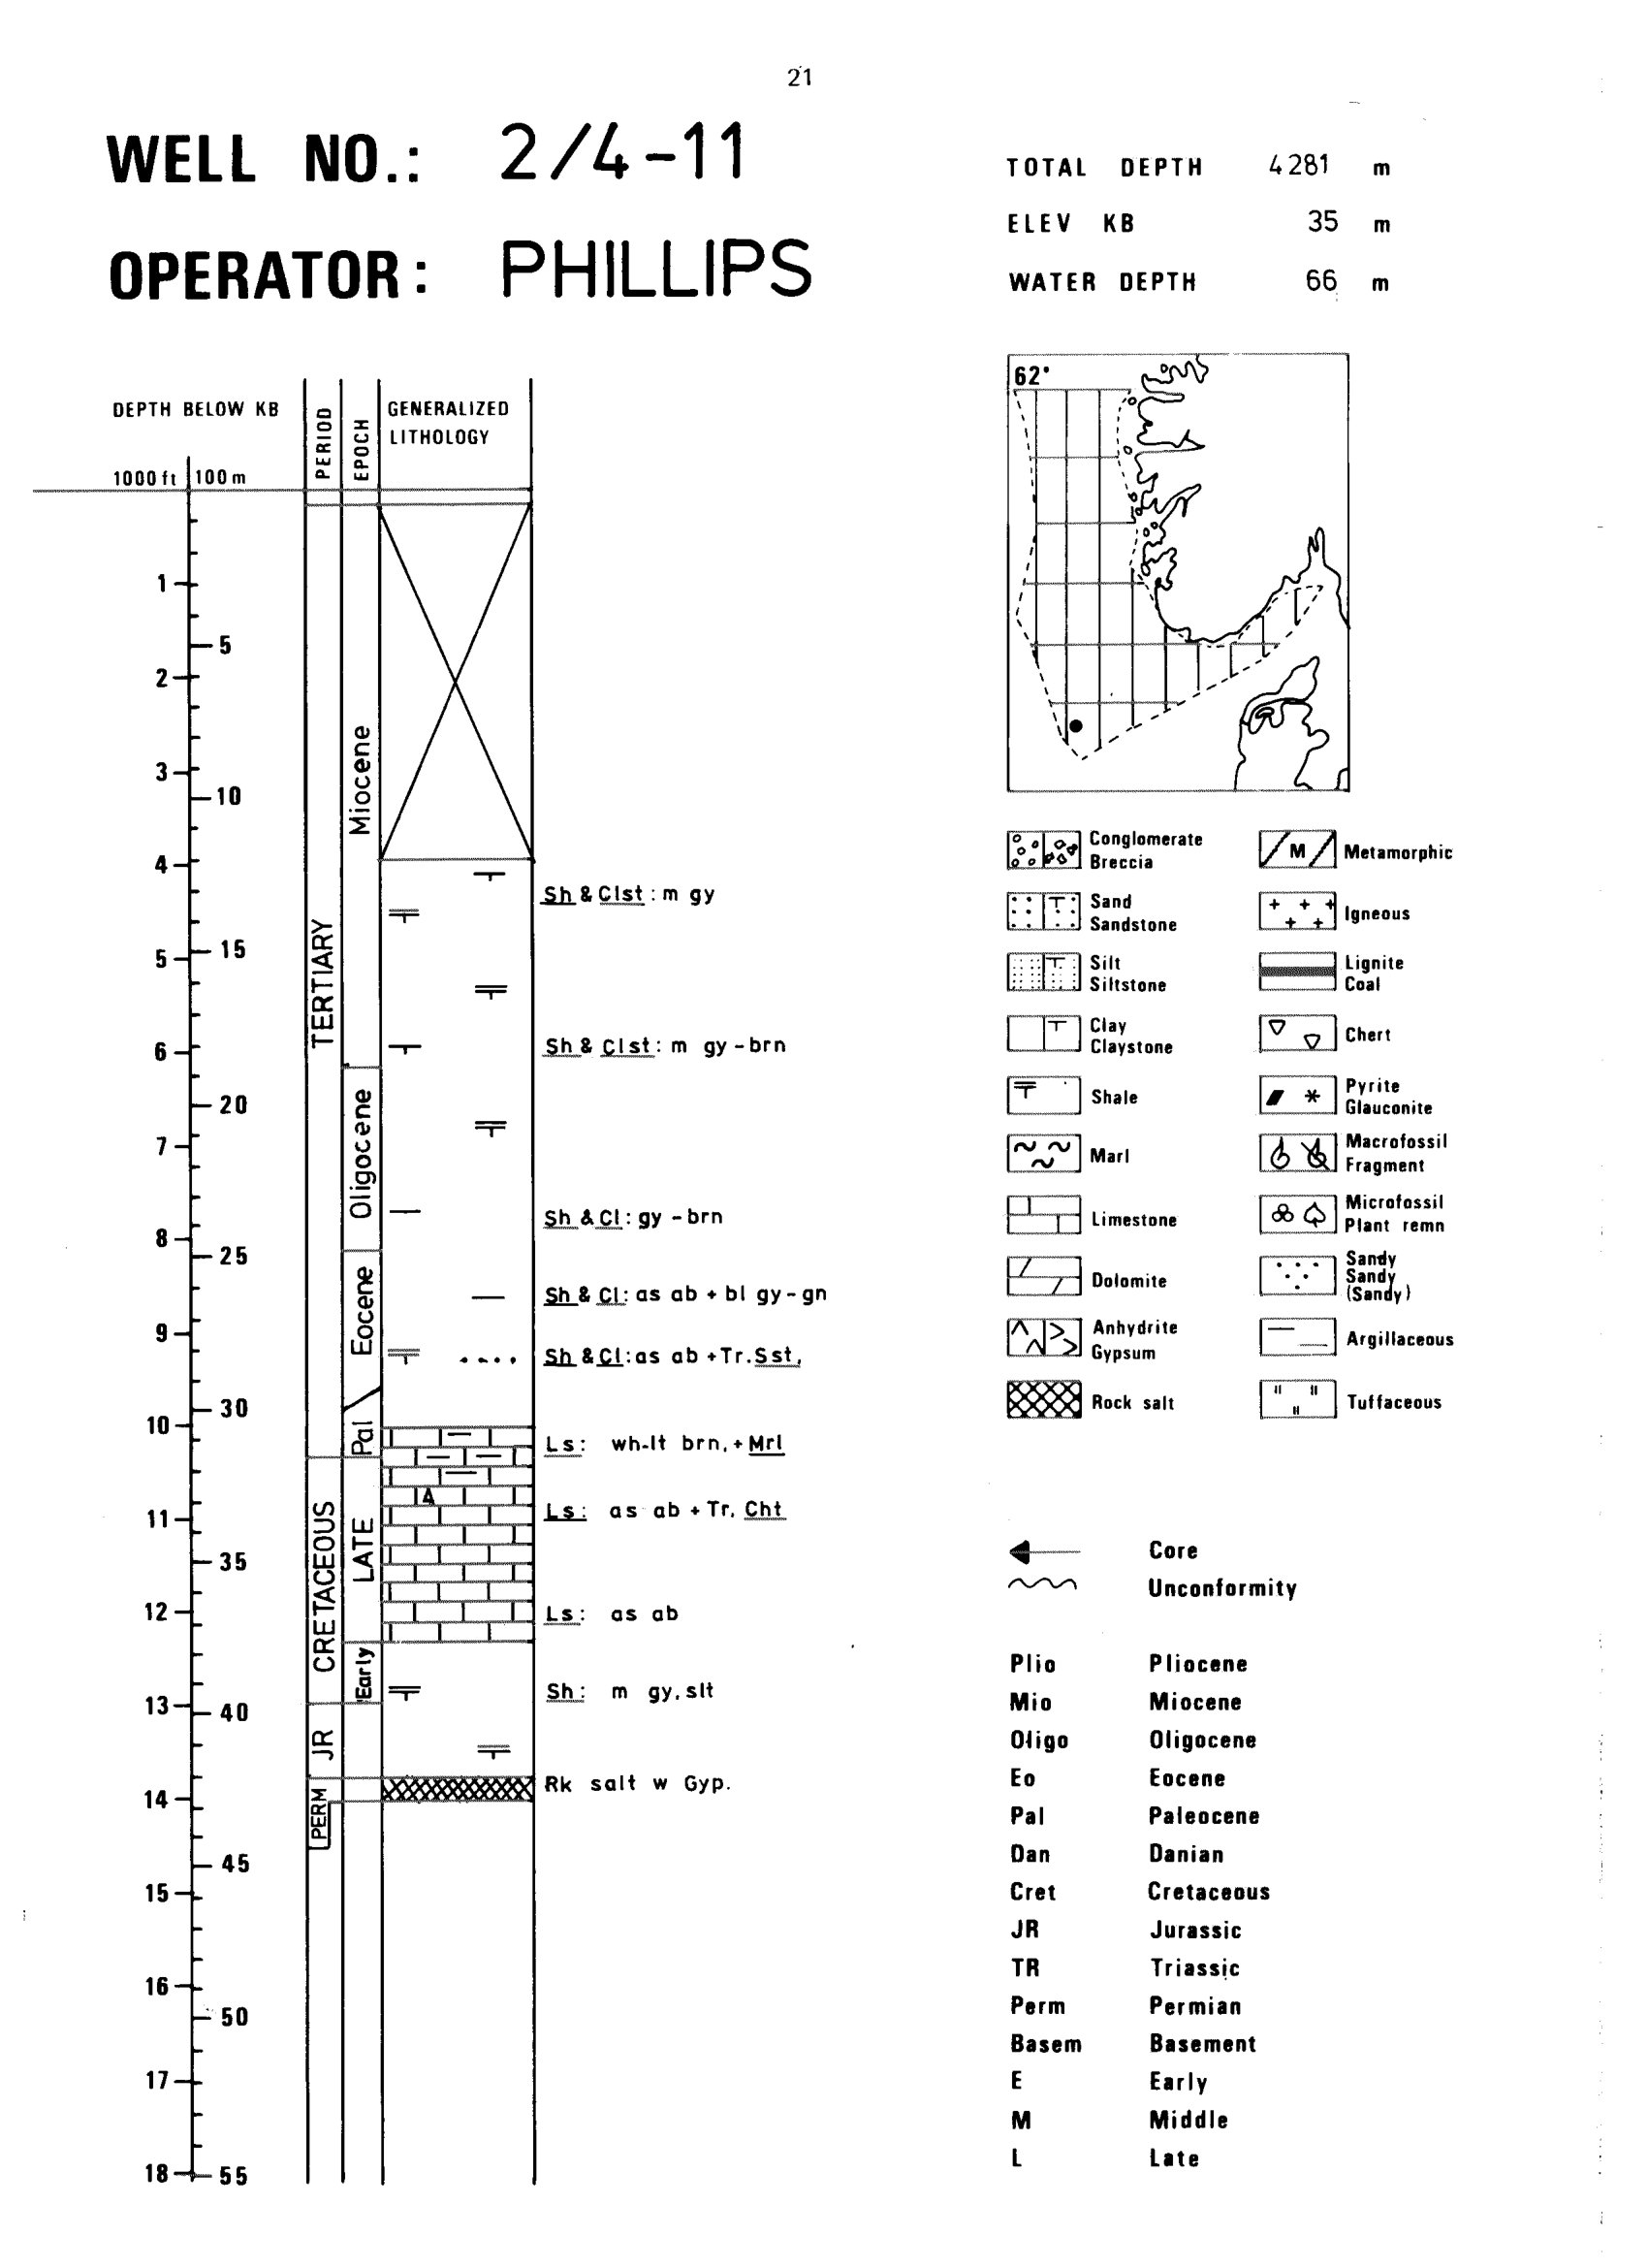 21
WELL NO.: 2/4-11
OPERATOR: PHILLIPS
TOTAL DEPTH 4281 m
ELEV KB 35 m
WATER DEPTH 66 m
DEPTH BELOW KB
1000 ft 100 m
PERIOD
EPOCH
GENERALIZED
LITHOLOGY
1
5
2
3
10
4
5
15
6
20
7
8
25
9
30
10
11
35
12
13
40
14
45
15
16
50
17
18
55
TERTIARY
CRETACEOUS
JR
PERM
Miocene
Oligocene
Eocene
Pal
LATE
Early
Sh & Clst: m gy
Sh & Clst: m gy-brn
Sh & Cl: gy-brn
Sh & Cl: as ab + bl gy-gn
Sh & Cl: as ab + Tr. Sst,
Ls: wh-lt brn, + Mrl
Ls: as ab + Tr. Cht
Ls: as ab
Sh: m gy, slt
Rk salt w Gyp.
62°
Conglomerate
Breccia
Sand
Sandstone
Silt
Siltstone
Clay
Claystone
Shale
Marl
Limestone
Dolomite
Anhydrite
Gypsum
Rock salt
M
Metamorphic
Igneous
Lignite
Coal
Chert
Pyrite
Glauconite
Macrofossil
Fragment
Microfossil
Plant remn
Sandy
Sandy
(Sandy)
Argillaceous
Tuffaceous
Core
Unconformity
Plio Pliocene
Mio Miocene
Oligo Oligocene
Eo Eocene
Pal Paleocene
Dan Danian
Cret Cretaceous
JR Jurassic
TR Triassic
Perm Permian
Basem Basement
E Early
M Middle
L Late